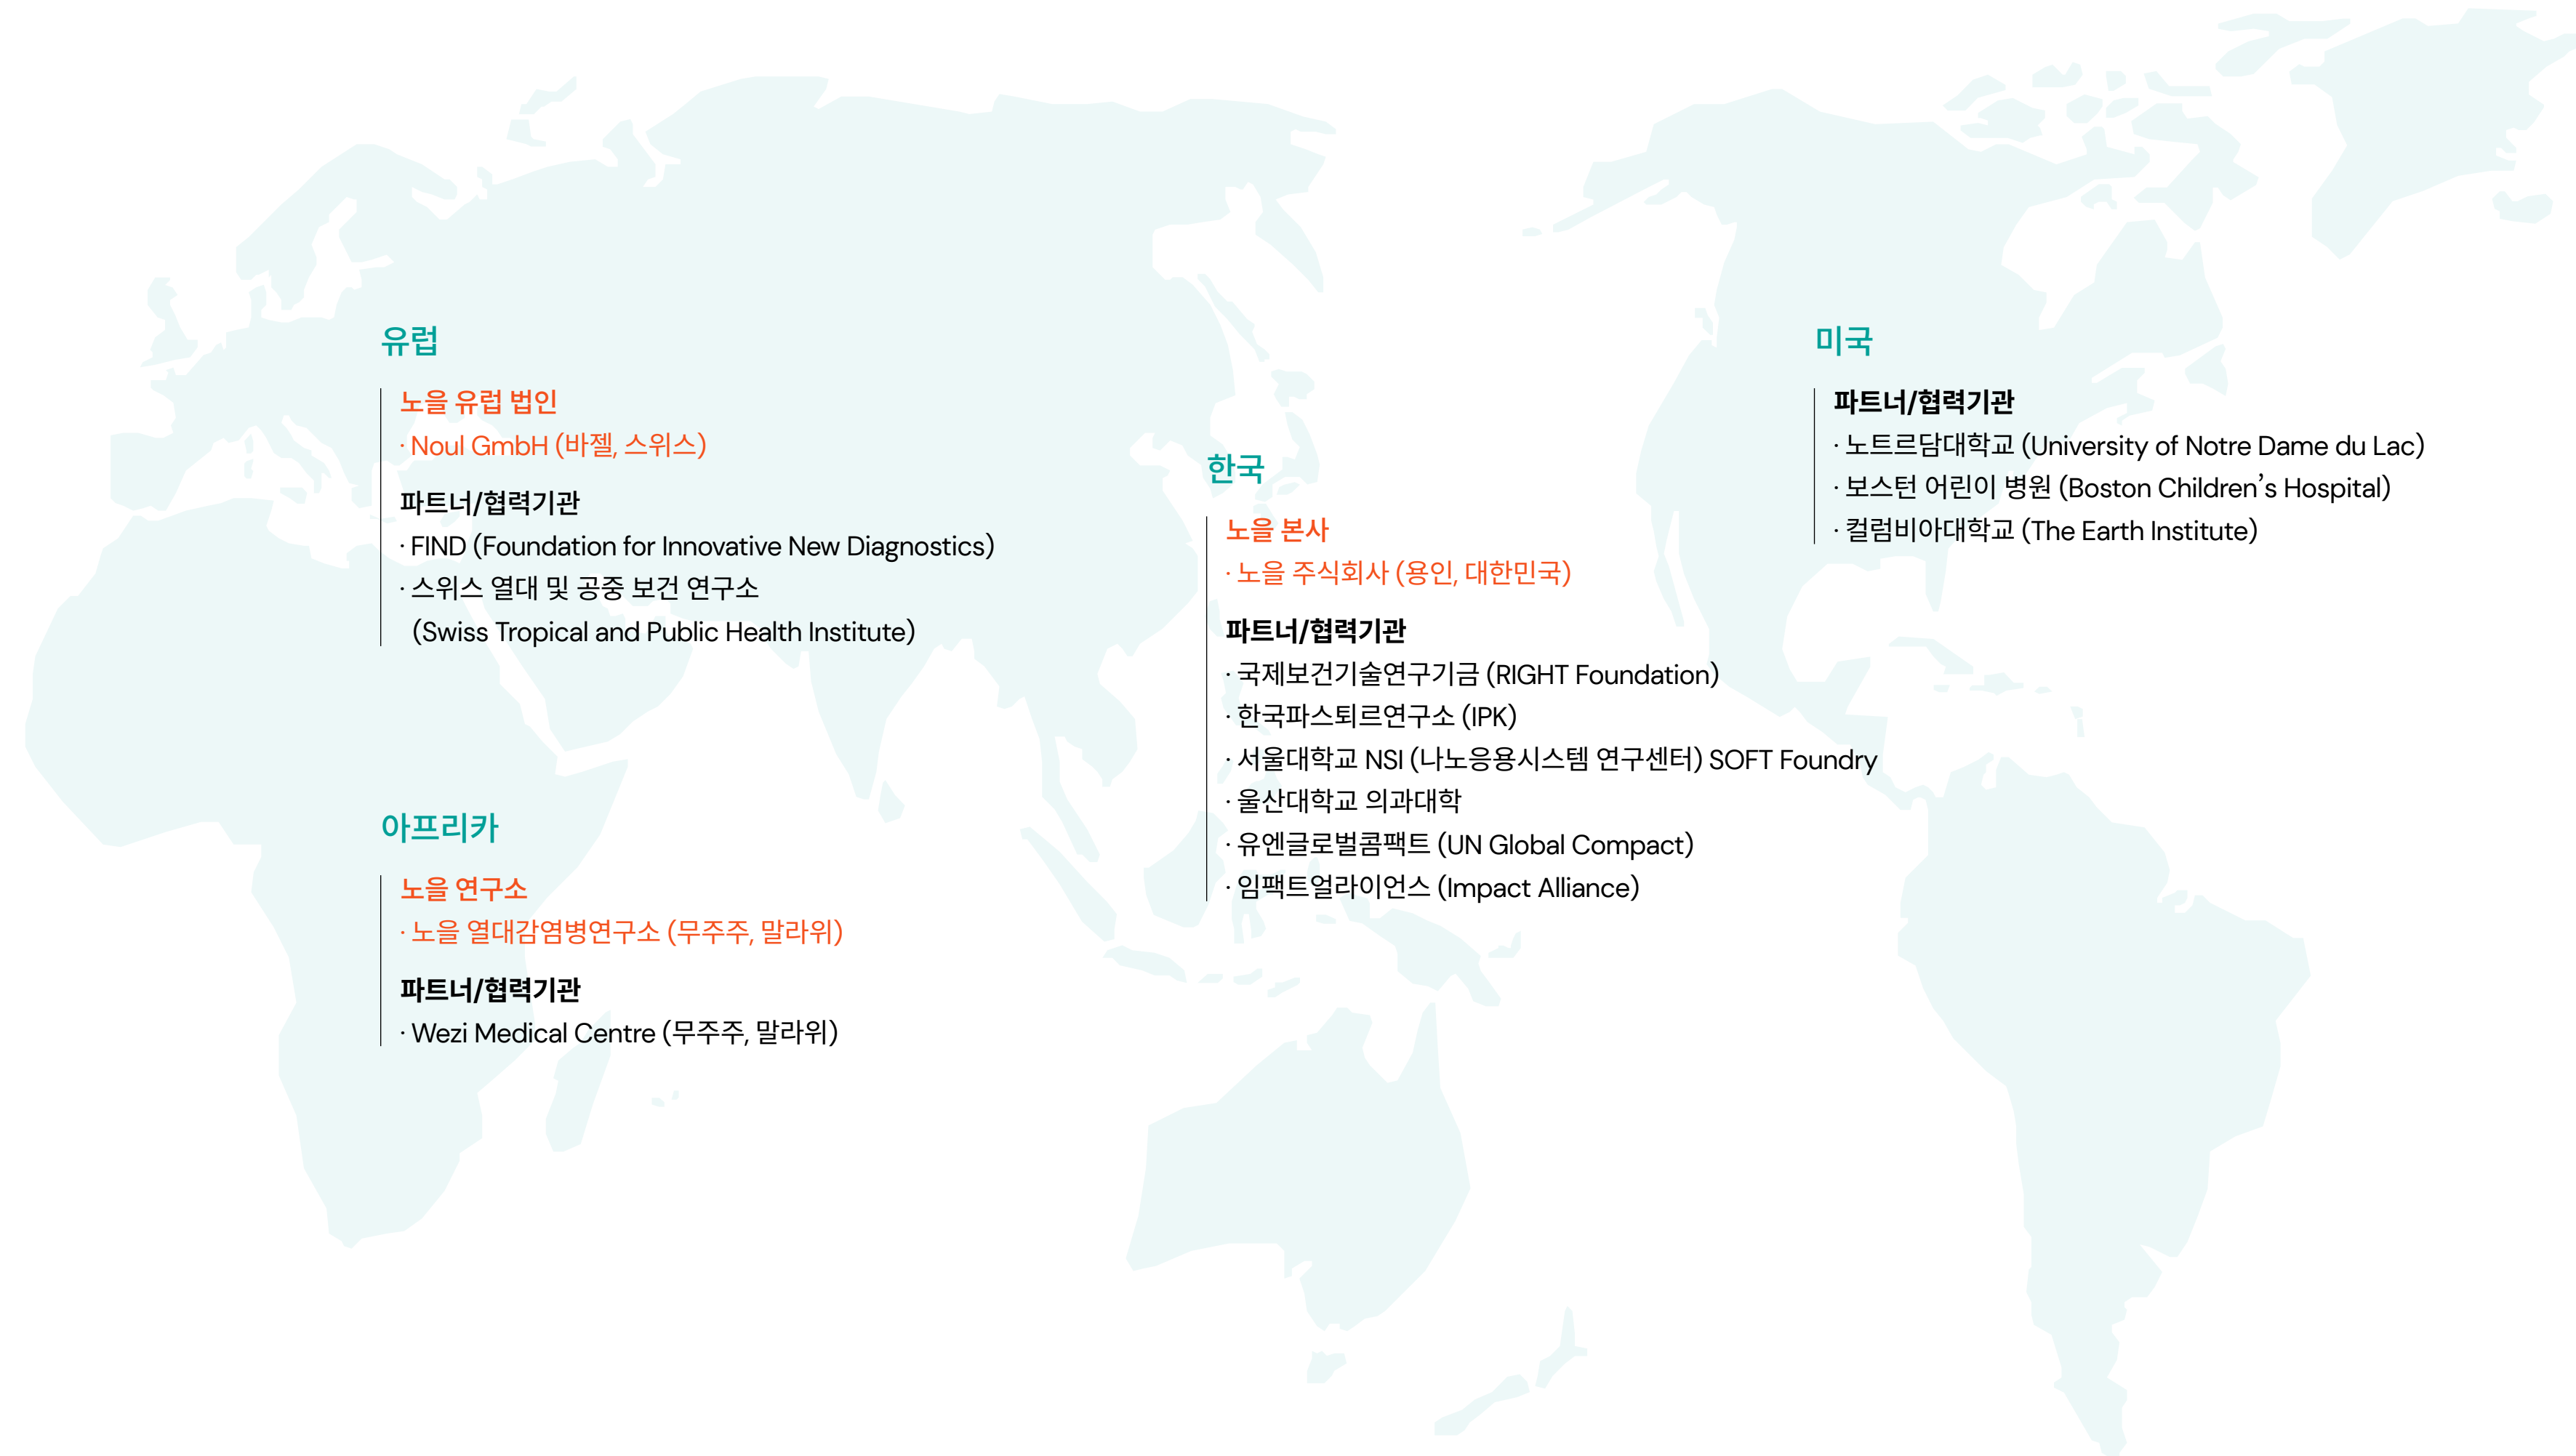 유럽
노을 유럽 법인
· Noul GmbH (바젤, 스위스)
파트너/협력기관
· FIND (Foundation for Innovative New Diagnostics)
· 스위스 열대 및 공중 보건 연구소
(Swiss Tropical and Public Health Institute)
아프리카
노을 연구소
· 노을 열대감염병연구소 (무주주, 말라위)
파트너/협력기관
· Wezi Medical Centre (무주주, 말라위)
한국
노을 본사
· 노을 주식회사 (용인, 대한민국)
파트너/협력기관
· 국제보건기술연구기금 (RIGHT Foundation)
· 한국파스퇴르연구소 (IPK)
· 서울대학교 NSI (나노응용시스템 연구센터) SOFT Foundry
· 울산대학교 의과대학
· 유엔글로벌콤팩트 (UN Global Compact)
· 임팩트얼라이언스 (Impact Alliance)
미국
파트너/협력기관
· 노트르담대학교 (University of Notre Dame du Lac)
· 보스턴 어린이 병원 (Boston Children’s Hospital)
· 컬럼비아대학교 (The Earth Institute)